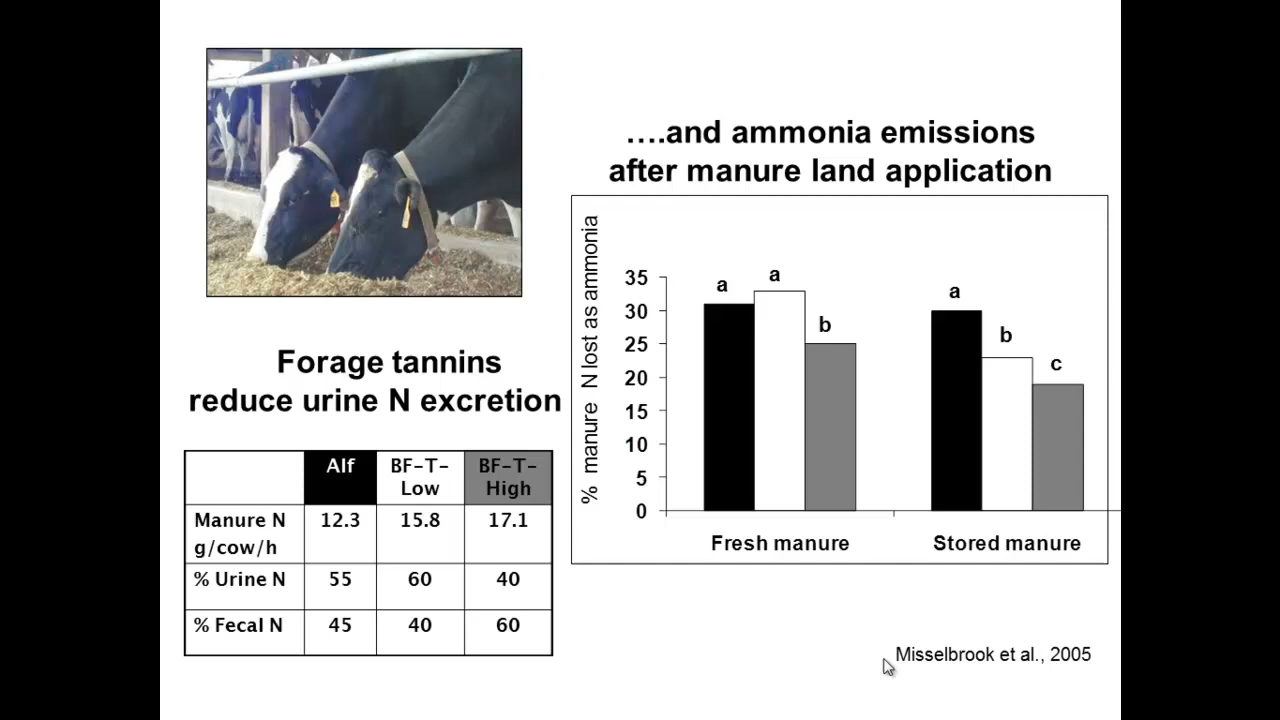 ….and ammonia emissions
after manure land application
Forage tannins
reduce urine N excretion
Alf BF-T-Low BF-T-High
Manure N g/cow/h 12.3 15.8 17.1
% Urine N 55 60 40
% Fecal N 45 40 60
% manure N lost as ammonia
35
30
25
20
15
10
5
0
a a b a b c
Fresh manure Stored manure
Misselbrook et al., 2005